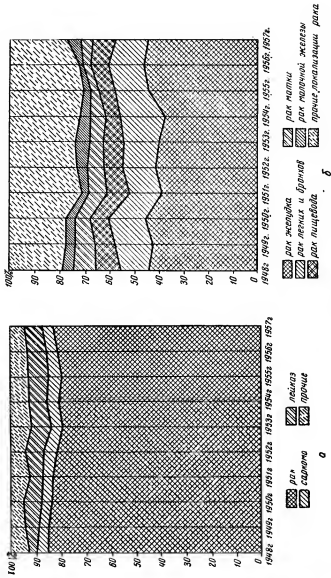 100%
90
80
70
60
50
40
30
20
10
0
1948г. 1949г. 1950г. 1951г. 1952г. 1953г. 1954г. 1955г. 1956г. 1957г.
рак
саркома
лейкоз
прочие
а
100%
90
80
70
60
50
40
30
20
10
0
1948г. 1949г. 1950г. 1951г. 1952г. 1953г. 1954г. 1955г. 1956г. 1957г.
рак желудка
рак легких и бронхов
рак пищевода
рак матки
рак молочной железы
прочие локализации рака
б